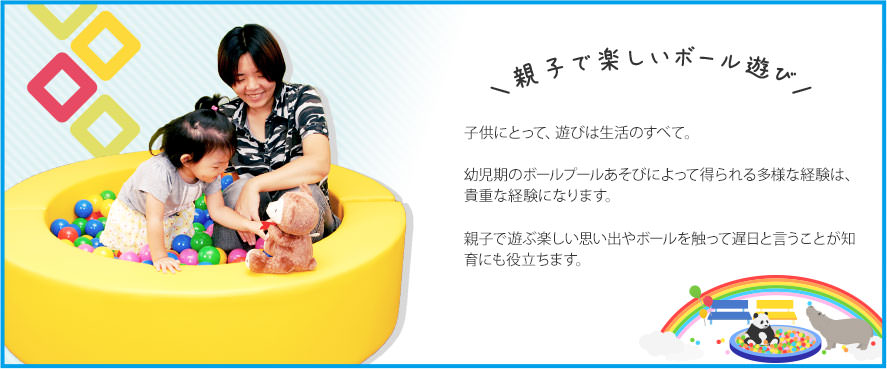 親子で楽しいボール遊び
子供にとって、遊びは生活のすべて。
幼児期のボールプールあそびによって得られる多様な経験は、
貴重な経験になります。
親子で遊ぶ楽しい思い出やボールを触って遅日と言うことが知
育にも役立ちます。